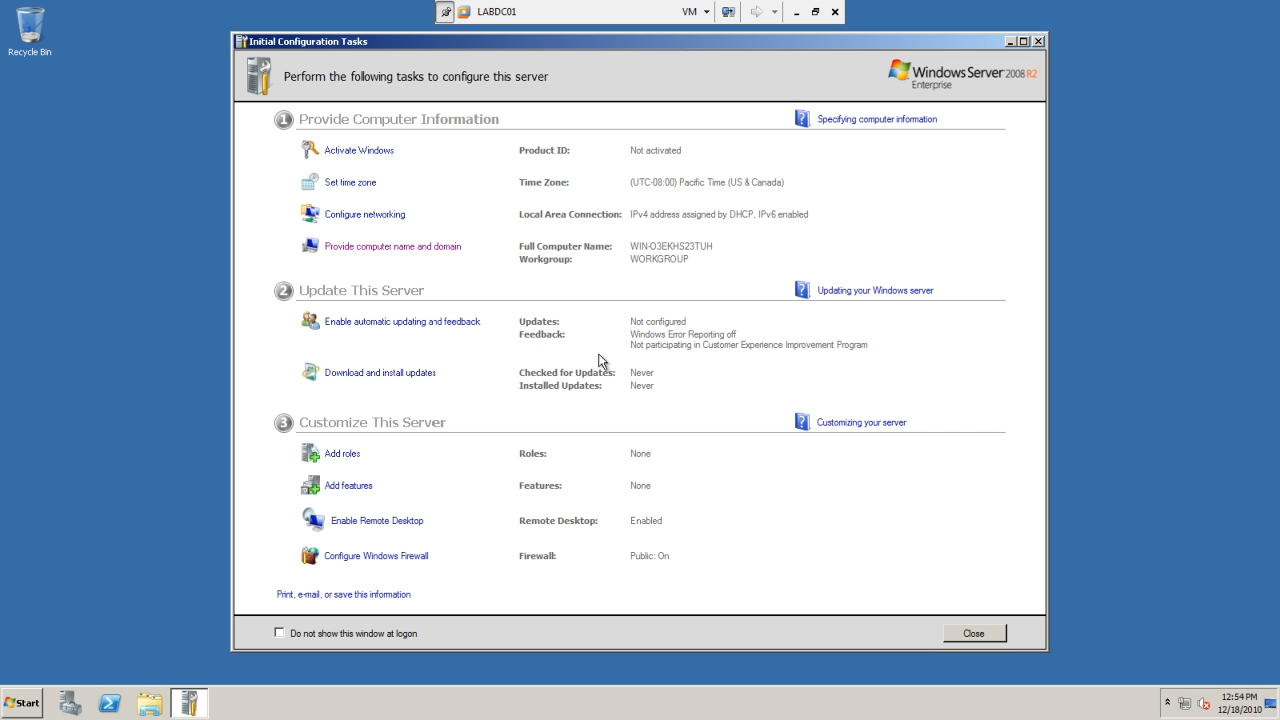 LABDC01 VM
Recycle Bin
Initial Configuration Tasks
Perform the following tasks to configure this server
Windows Server 2008 R2
Enterprise
1 Provide Computer Information Specifying computer information
Activate Windows Product ID: Not activated
Set time zone Time Zone: (UTC-08:00) Pacific Time (US & Canada)
Configure networking Local Area Connection: IPv4 address assigned by DHCP, IPv6 enabled
Provide computer name and domain Full Computer Name: WIN-O3EKHS23TUH
Workgroup: WORKGROUP
2 Update This Server Updating your Windows server
Enable automatic updating and feedback Updates: Not configured
Feedback: Windows Error Reporting off
Not participating in Customer Experience Improvement Program
Download and install updates Checked for Updates: Never
Installed Updates: Never
3 Customize This Server Customizing your server
Add roles Roles: None
Add features Features: None
Enable Remote Desktop Remote Desktop: Enabled
Configure Windows Firewall Firewall: Public: On
Print, e-mail, or save this information
Do not show this window at logon Close
Start 12:54 PM
12/18/2010